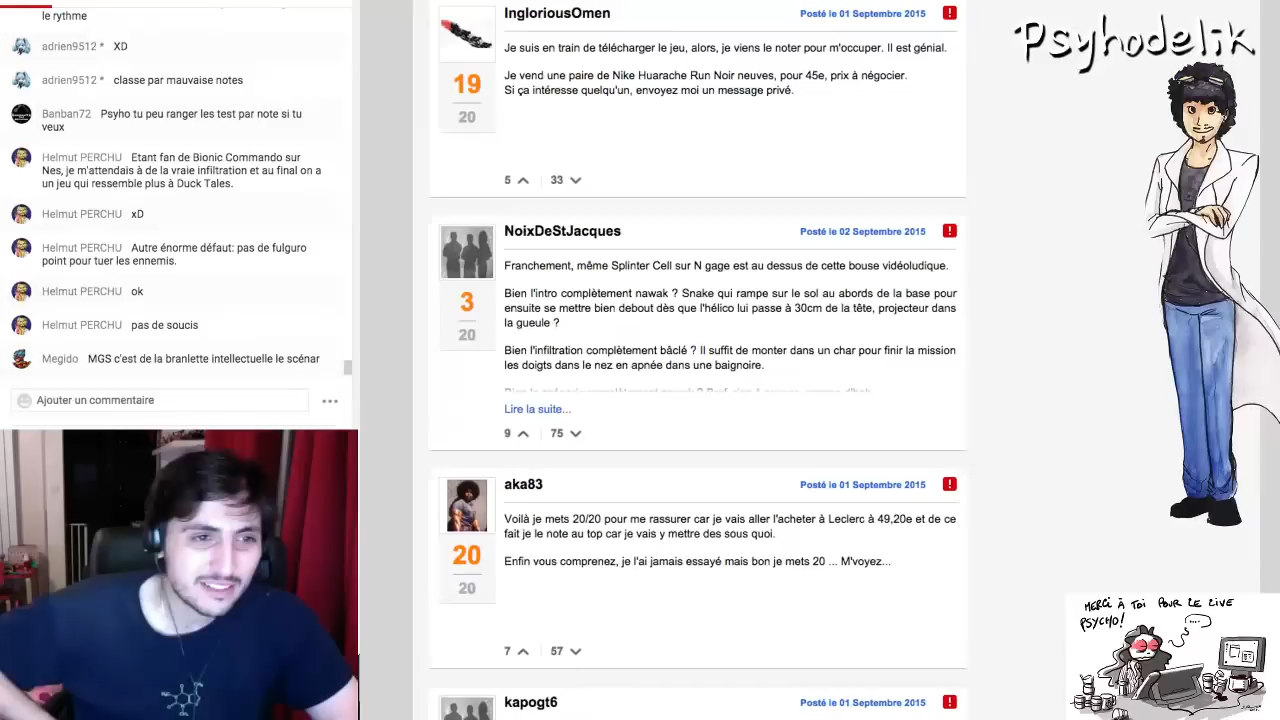 le rythme
adrien9512 * XD
adrien9512 * classe par mauvaise notes
Banban72 Psyho tu peu ranger les test par note si tu
veux
Helmut PERCHU Etant fan de Bionic Commando sur
Nes, je m'attendais à de la vraie infiltration et au final on a
un jeu qui ressemble plus à Duck Tales.
Helmut PERCHU xD
Helmut PERCHU Autre énorme défaut: pas de fulguro
point pour tuer les ennemis.
Helmut PERCHU ok
Helmut PERCHU pas de soucis
Megido MGS c'est de la branlette intellectuelle le scénar
Ajouter un commentaire
IngloriousOmen Posté le 01 Septembre 2015
Je suis en train de télécharger le jeu, alors, je viens le noter pour m'occuper. Il est génial.
Je vend une paire de Nike Huarache Run Noir neuves, pour 45e, prix à négocier.
Si ça intéresse quelqu'un, envoyez moi un message privé.
19
20
5 33
NoixDeStJacques Posté le 02 Septembre 2015
Franchement, même Splinter Cell sur N gage est au dessus de cette bouse vidéoludique.
Bien l'intro complètement nawak ? Snake qui rampe sur le sol au abords de la base pour
ensuite se mettre bien debout dès que l'hélico lui passe à 30cm de la tête, projecteur dans
la gueule ?
Bien l'infiltration complètement bâclé ? Il suffit de monter dans un char pour finir la mission
les doigts dans le nez en apnée dans une baignoire.
Lire la suite...
3
20
9 75
aka83 Posté le 01 Septembre 2015
Voilà je mets 20/20 pour me rassurer car je vais aller l'acheter à Leclerc à 49,20e et de ce
fait je le note au top car je vais y mettre des sous quoi.
Enfin vous comprenez, je l'ai jamais essayé mais bon je mets 20 ... M'voyez...
20
20
7 57
kapogt6 Posté le 01 Septembre 2015
Psyhodelik
MERCI À TOI POUR LE LIVE
PSYCHO!
....